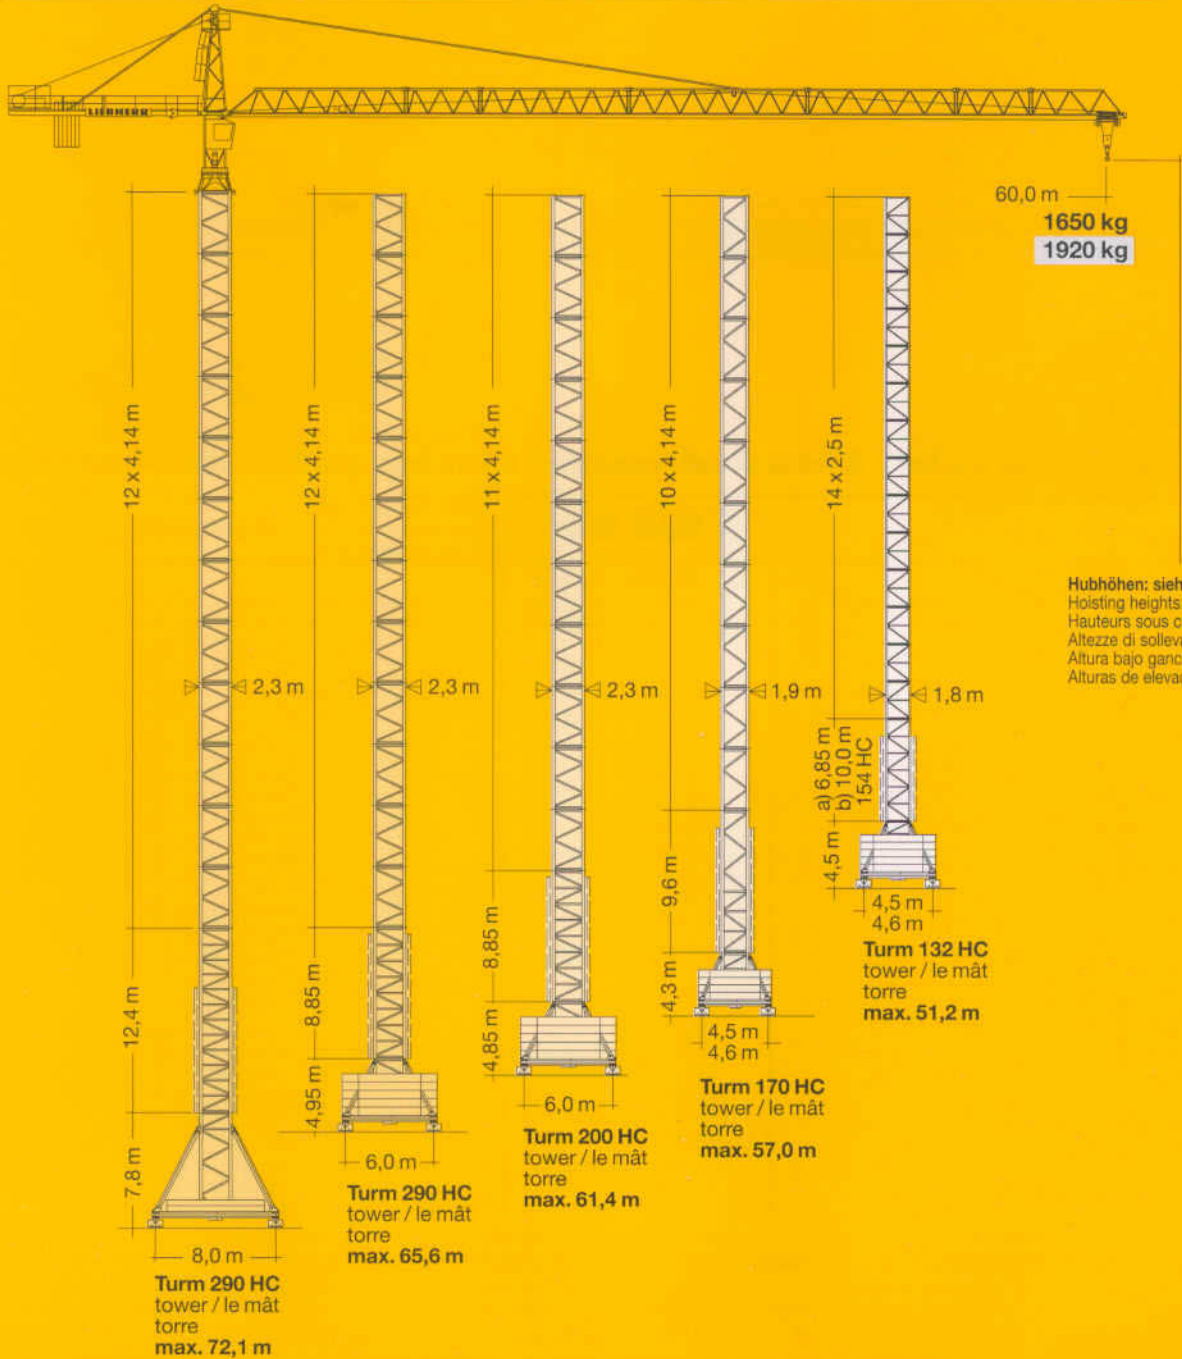 LIEBHERR
60,0 m
1650 kg
1920 kg
12 x 4,14 m
12 x 4,14 m
11 x 4,14 m
10 x 4,14 m
14 x 2,5 m
Hubhöhen: sieh
Hoisting heights
Hauteurs sous c
Altezze di solleva
Altura bajo ganc
Alturas de elevac
2,3 m
2,3 m
2,3 m
1,9 m
1,8 m
a) 6,85 m
b) 10,0 m
154 HC
4,5 m
9,6 m
4,3 m
8,85 m
4,85 m
8,85 m
4,95 m
12,4 m
7,8 m
4,5 m
4,6 m
Turm 132 HC
tower / le mât
torre
max. 51,2 m
4,5 m
4,6 m
Turm 170 HC
tower / le mât
torre
max. 57,0 m
6,0 m
Turm 200 HC
tower / le mât
torre
max. 61,4 m
6,0 m
Turm 290 HC
tower / le mât
torre
max. 65,6 m
8,0 m
Turm 290 HC
tower / le mât
torre
max. 72,1 m